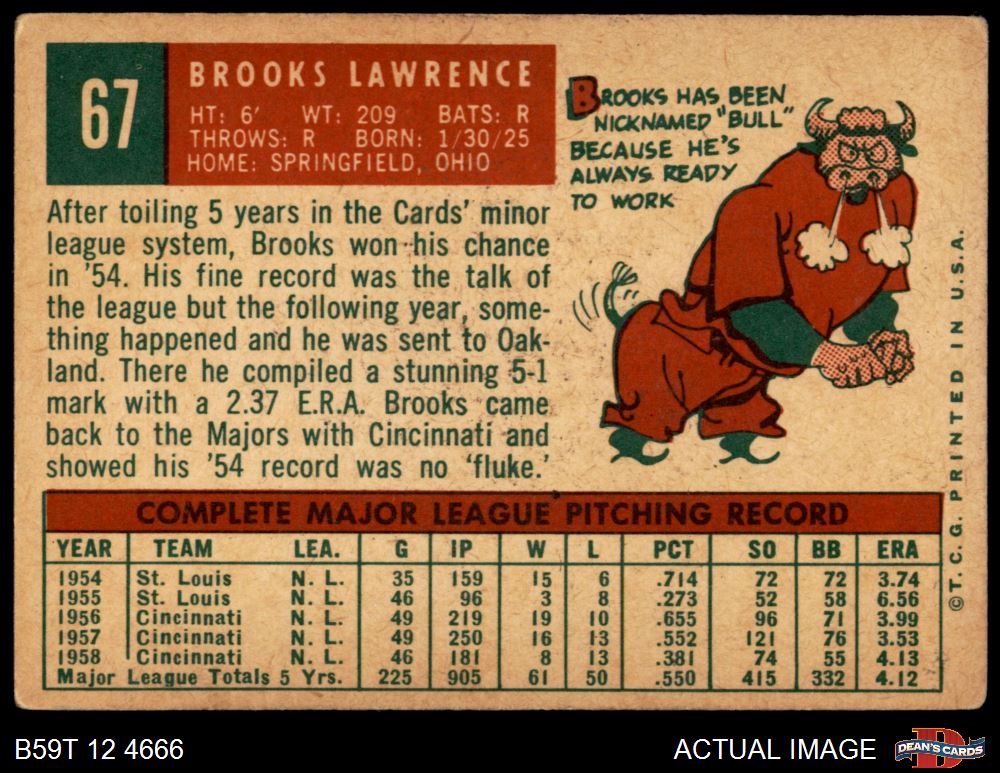 67
BROOKS LAWRENCE
HT: 6' WT: 209 BATS: R
THROWS: R BORN: 1/30/25
HOME: SPRINGFIELD, OHIO
BROOKS HAS BEEN
NICKNAMED "BULL"
BECAUSE HE'S
ALWAYS READY
TO WORK
After toiling 5 years in the Cards' minor
league system, Brooks won his chance
in '54. His fine record was the talk of
the league but the following year, some-
thing happened and he was sent to Oak-
land. There he compiled a stunning 5-1
mark with a 2.37 E.R.A. Brooks came
back to the Majors with Cincinnati and
showed his '54 record was no 'fluke.'
COMPLETE MAJOR LEAGUE PITCHING RECORD
YEAR TEAM LEA. G IP W L PCT SO BB ERA
1954 St. Louis N. L. 35 159 15 6 .714 72 72 3.74
1955 St. Louis N. L. 46 96 3 8 .273 52 58 6.56
1956 Cincinnati N. L. 49 219 19 10 .655 96 71 3.99
1957 Cincinnati N. L. 49 250 16 13 .552 121 76 3.53
1958 Cincinnati N. L. 46 181 8 13 .381 74 55 4.13
Major League Totals 5 Yrs. 225 905 61 50 .550 415 332 4.12
©T. C. G. PRINTED IN U.S.A.
B59T 12 4666
ACTUAL IMAGE
D
DEAN'S CARDS